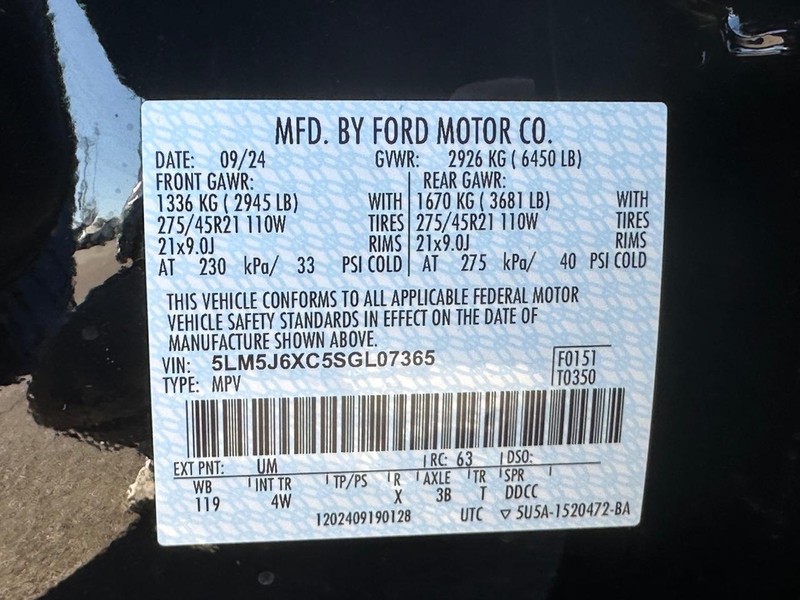 MFD. BY FORD MOTOR CO.
DATE: 09/24 GVWR: 2926 KG ( 6450 LB)
FRONT GAWR: REAR GAWR:
1336 KG ( 2945 LB) WITH 1670 KG ( 3681 LB) WITH
275/45R21 110W TIRES 275/45R21 110W TIRES
21x9.0J RIMS 21x9.0J RIMS
AT 230 kPa/ 33 PSI COLD AT 275 kPa/ 40 PSI COLD
THIS VEHICLE CONFORMS TO ALL APPLICABLE FEDERAL MOTOR
VEHICLE SAFETY STANDARDS IN EFFECT ON THE DATE OF
MANUFACTURE SHOWN ABOVE.
VIN: 5LM5J6XC5SGL07365 F0151
TYPE: MPV T0350
EXT PNT: UM RC: 63 DSO:
WB INT TR TP/PS R AXLE TR SPR
119 4W X 3B T DDCC
1202409190128 UTC ▽ 5U5A-1520472-BA